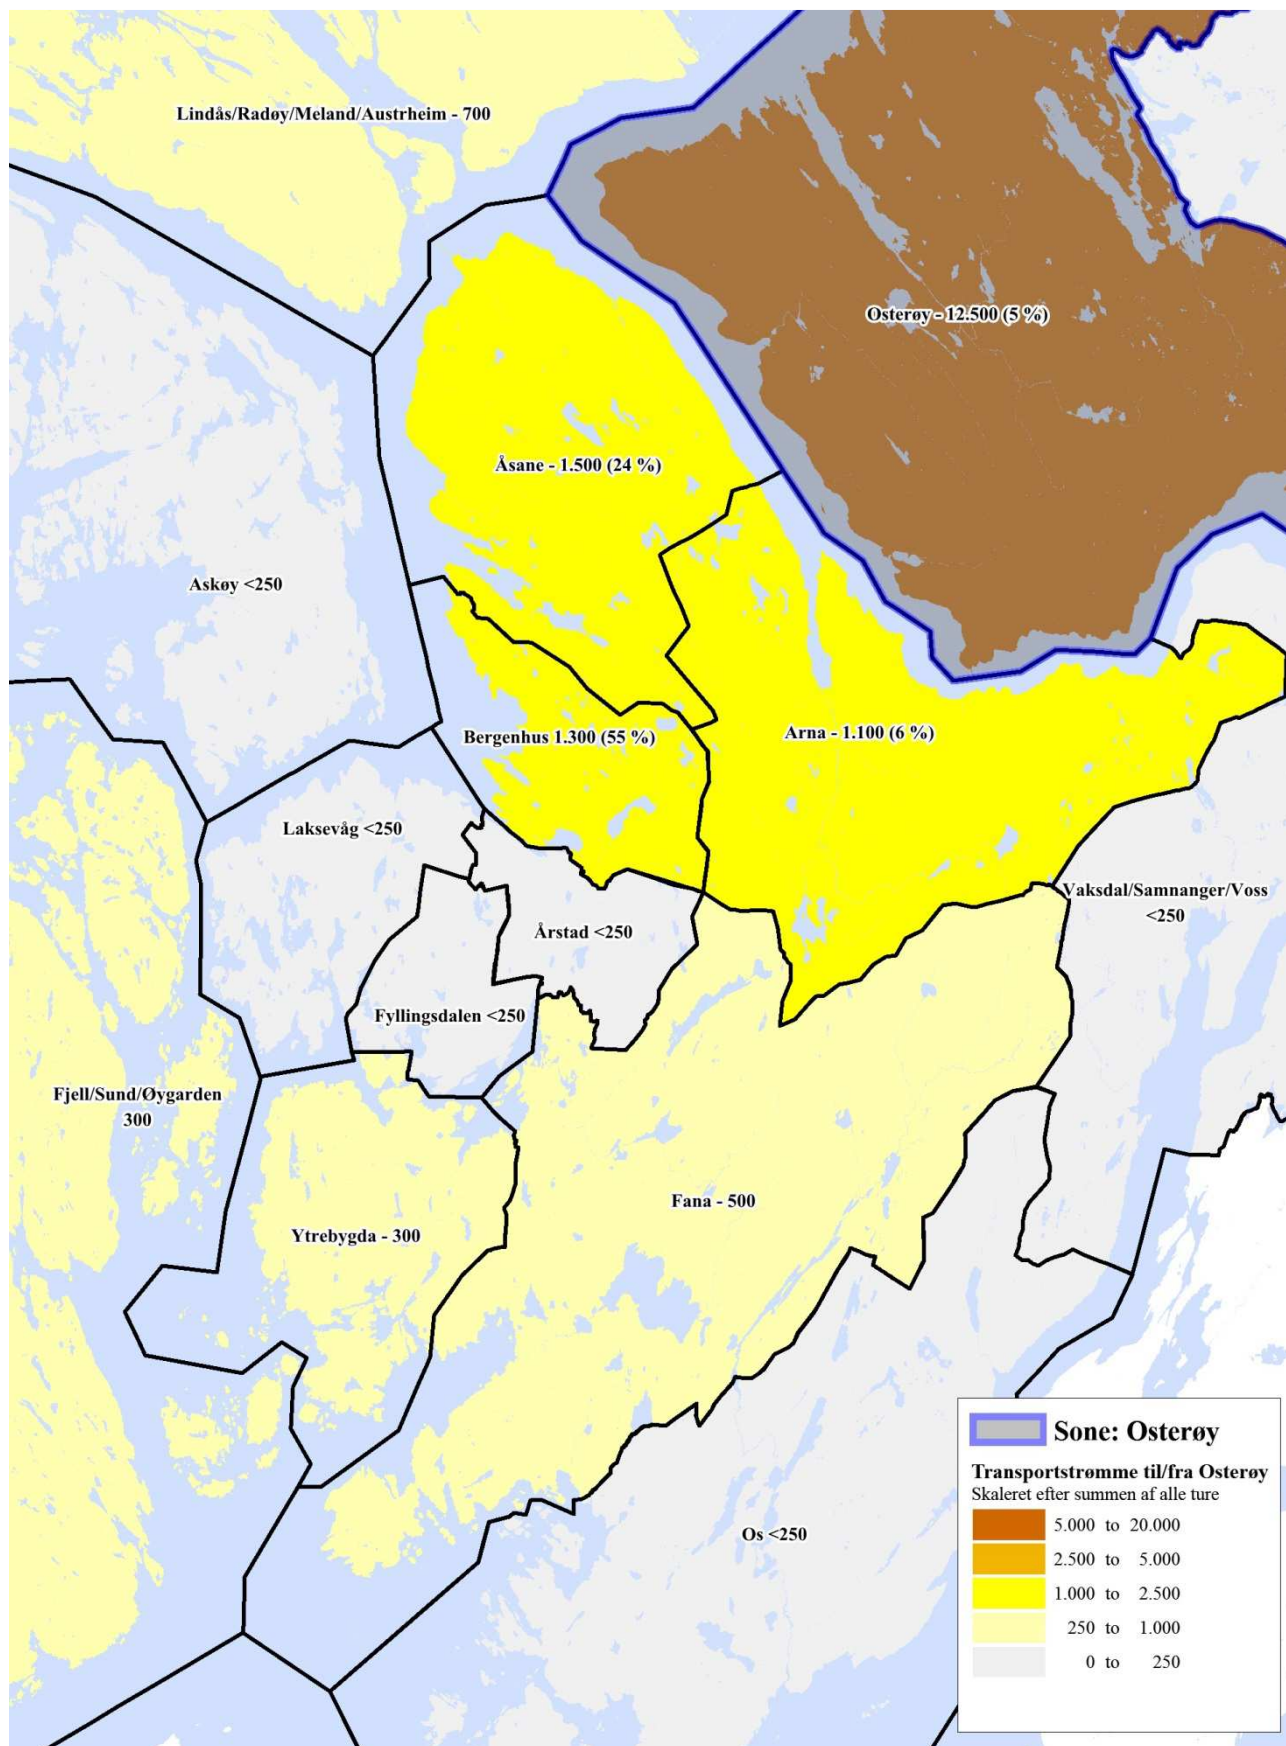 Lindås/Radøy/Meland/Austrheim - 700
Osterøy - 12.500 (5 %)
Åsane - 1.500 (24 %)
Askøy <250
Bergenhus 1.300 (55 %)
Arna - 1.100 (6 %)
Laksevåg <250
Vaksdal/Samnanger/Voss
<250
Årstad <250
Fyllingsdalen <250
Fjell/Sund/Øygarden
300
Fana - 500
Ytrebygda - 300
Os <250
Sone: Osterøy
Transportstrømme til/fra Osterøy
Skaleret efter summen af alle ture
5.000 to 20.000
2.500 to 5.000
1.000 to 2.500
250 to 1.000
0 to 250